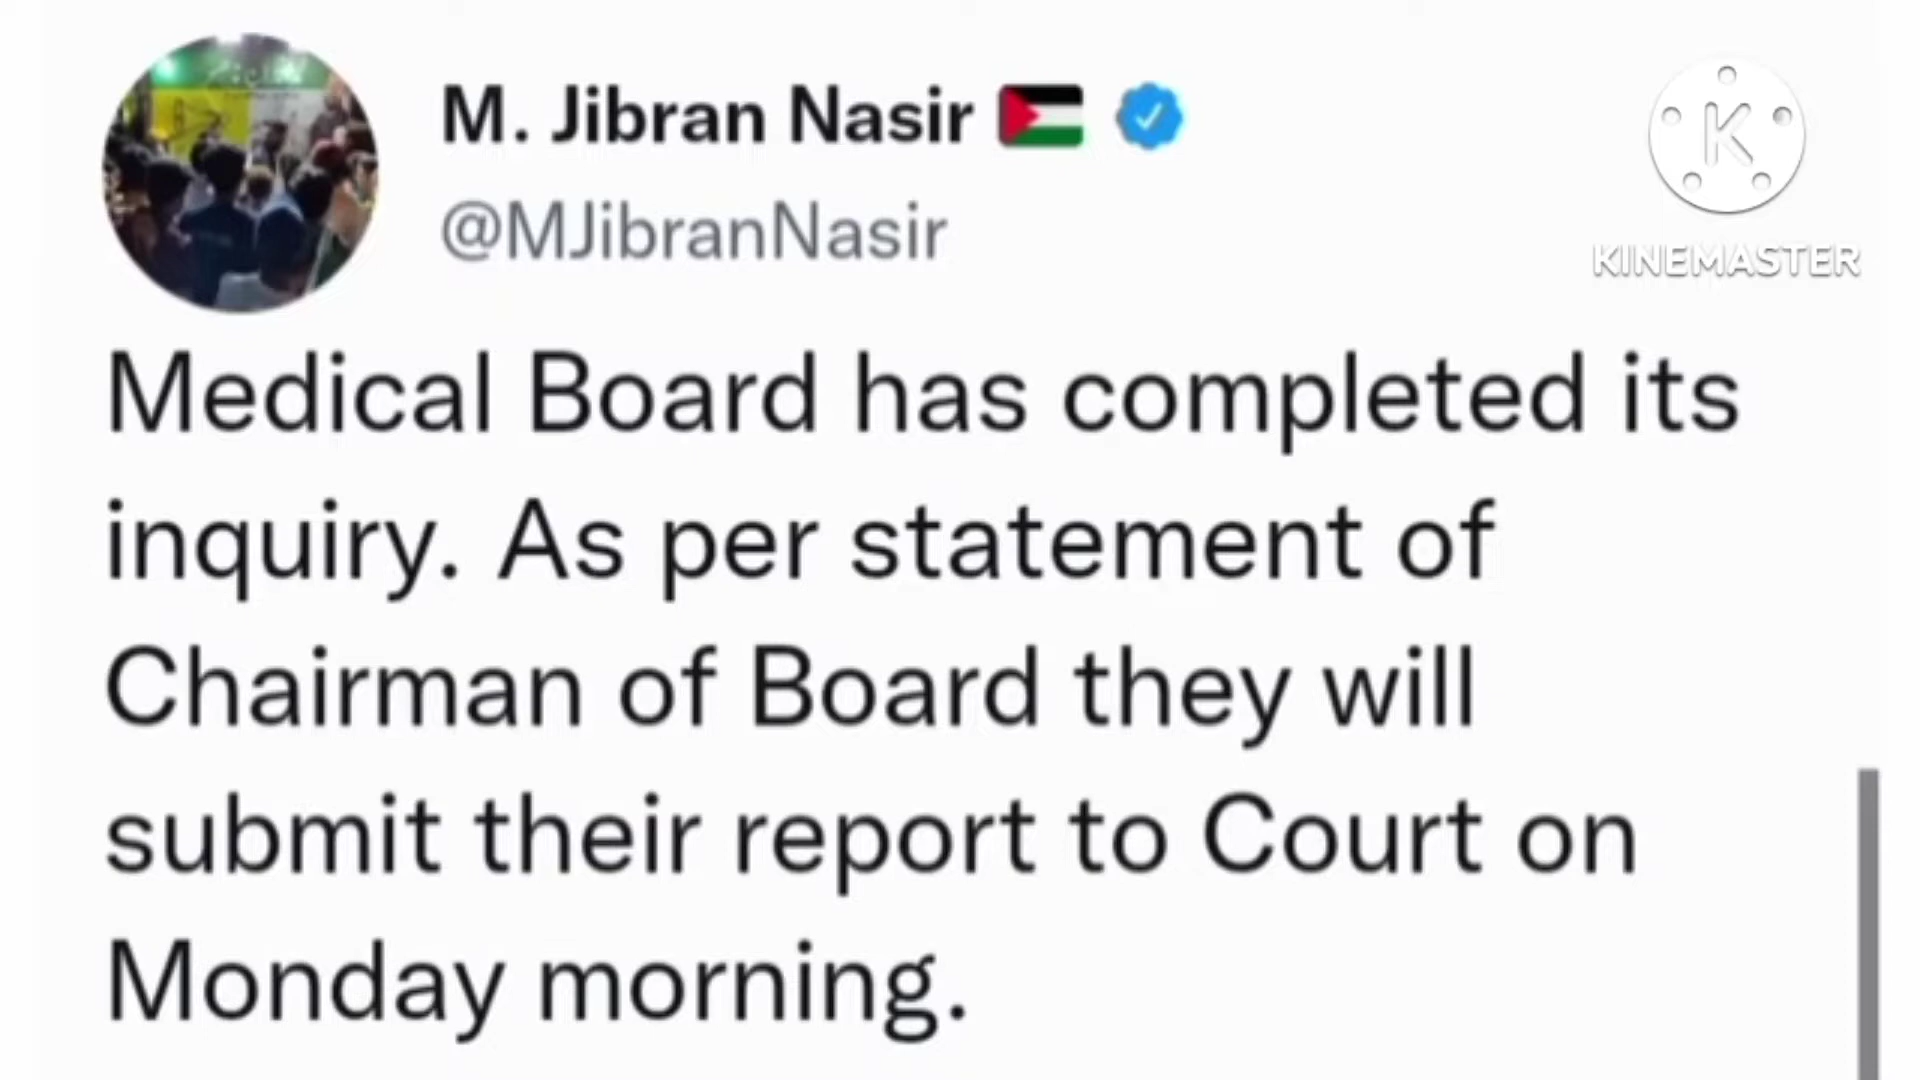 M. Jibran Nasir 🇵🇸
@MJibranNasir
K
KINEMASTER
Medical Board has completed its
inquiry. As per statement of
Chairman of Board they will
submit their report to Court on
Monday morning.